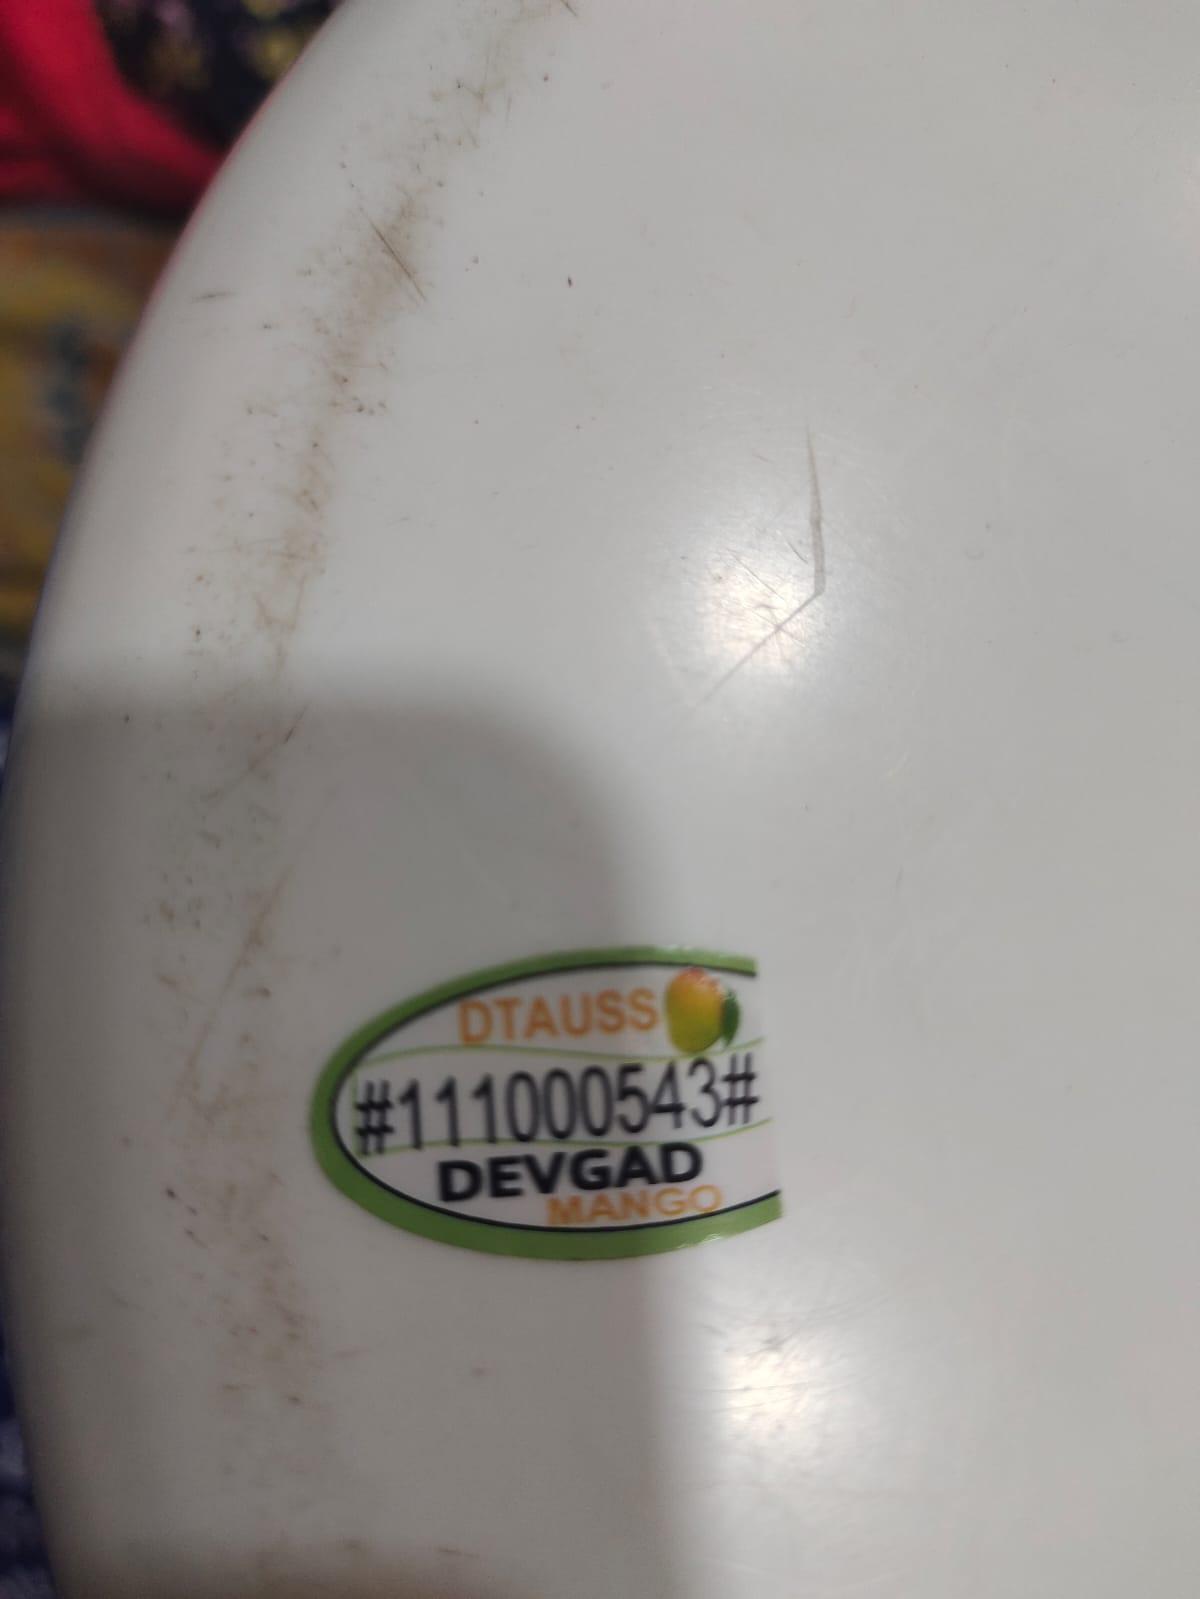 DTAUSS
#111000543#
DEVGAD
MANGO